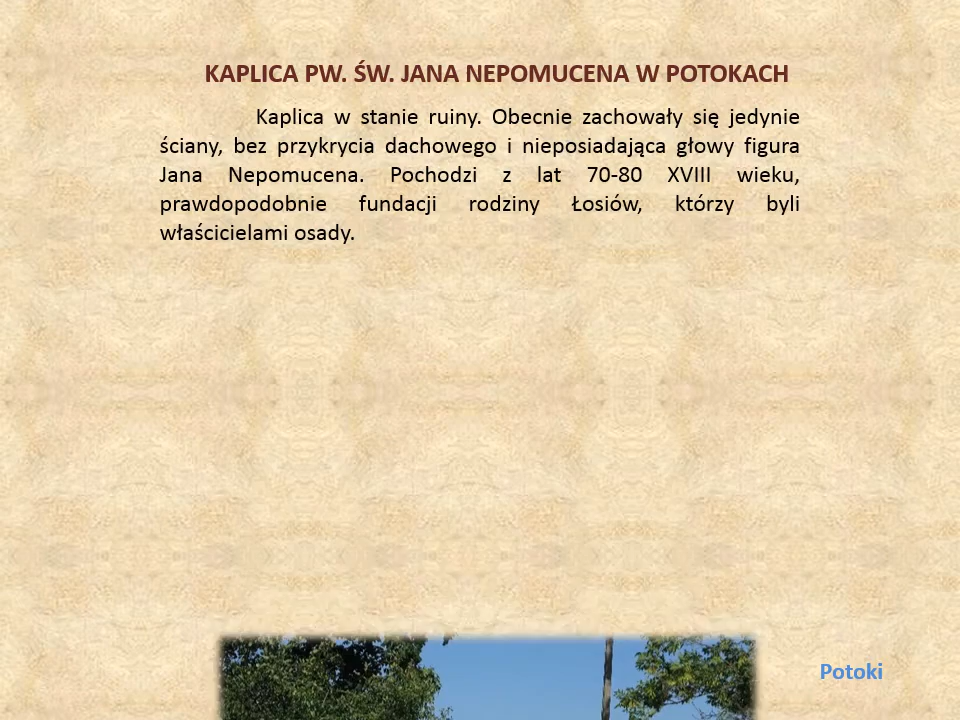 KAPLICA PW. ŚW. JANA NEPOMUCENA W POTOKACH
Kaplica w stanie ruiny. Obecnie zachowały się jedynie
ściany, bez przykrycia dachowego i nieposiadająca głowy figura
Jana Nepomucena. Pochodzi z lat 70-80 XVIII wieku,
prawdopodobnie fundacji rodziny Łosiów, którzy byli
właścicielami osady.
Potoki